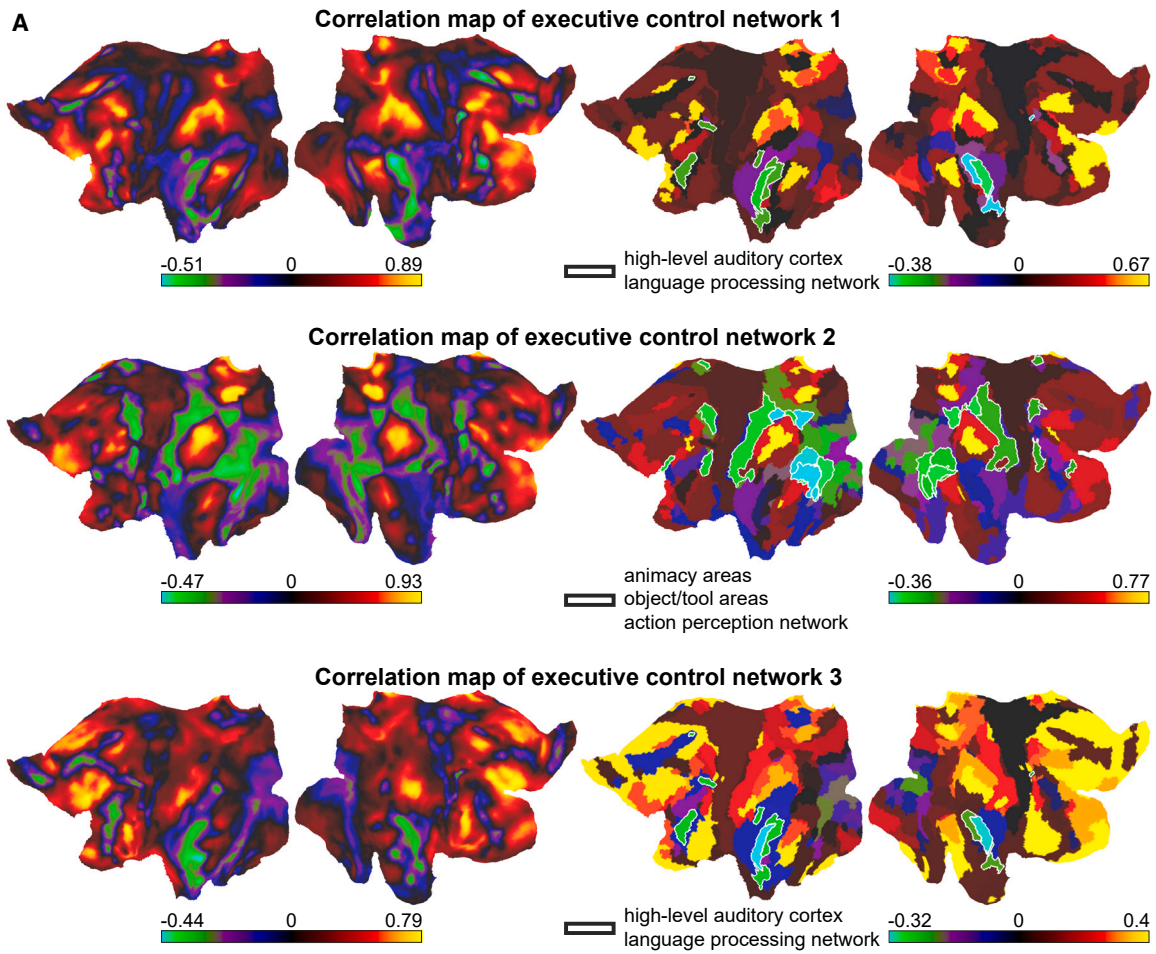 A
Correlation map of executive control network 1
-0.51 0 0.89
high-level auditory cortex
language processing network
-0.38 0 0.67
Correlation map of executive control network 2
-0.47 0 0.93
animacy areas
object/tool areas
action perception network
-0.36 0 0.77
Correlation map of executive control network 3
-0.44 0 0.79
high-level auditory cortex
language processing network
-0.32 0 0.4